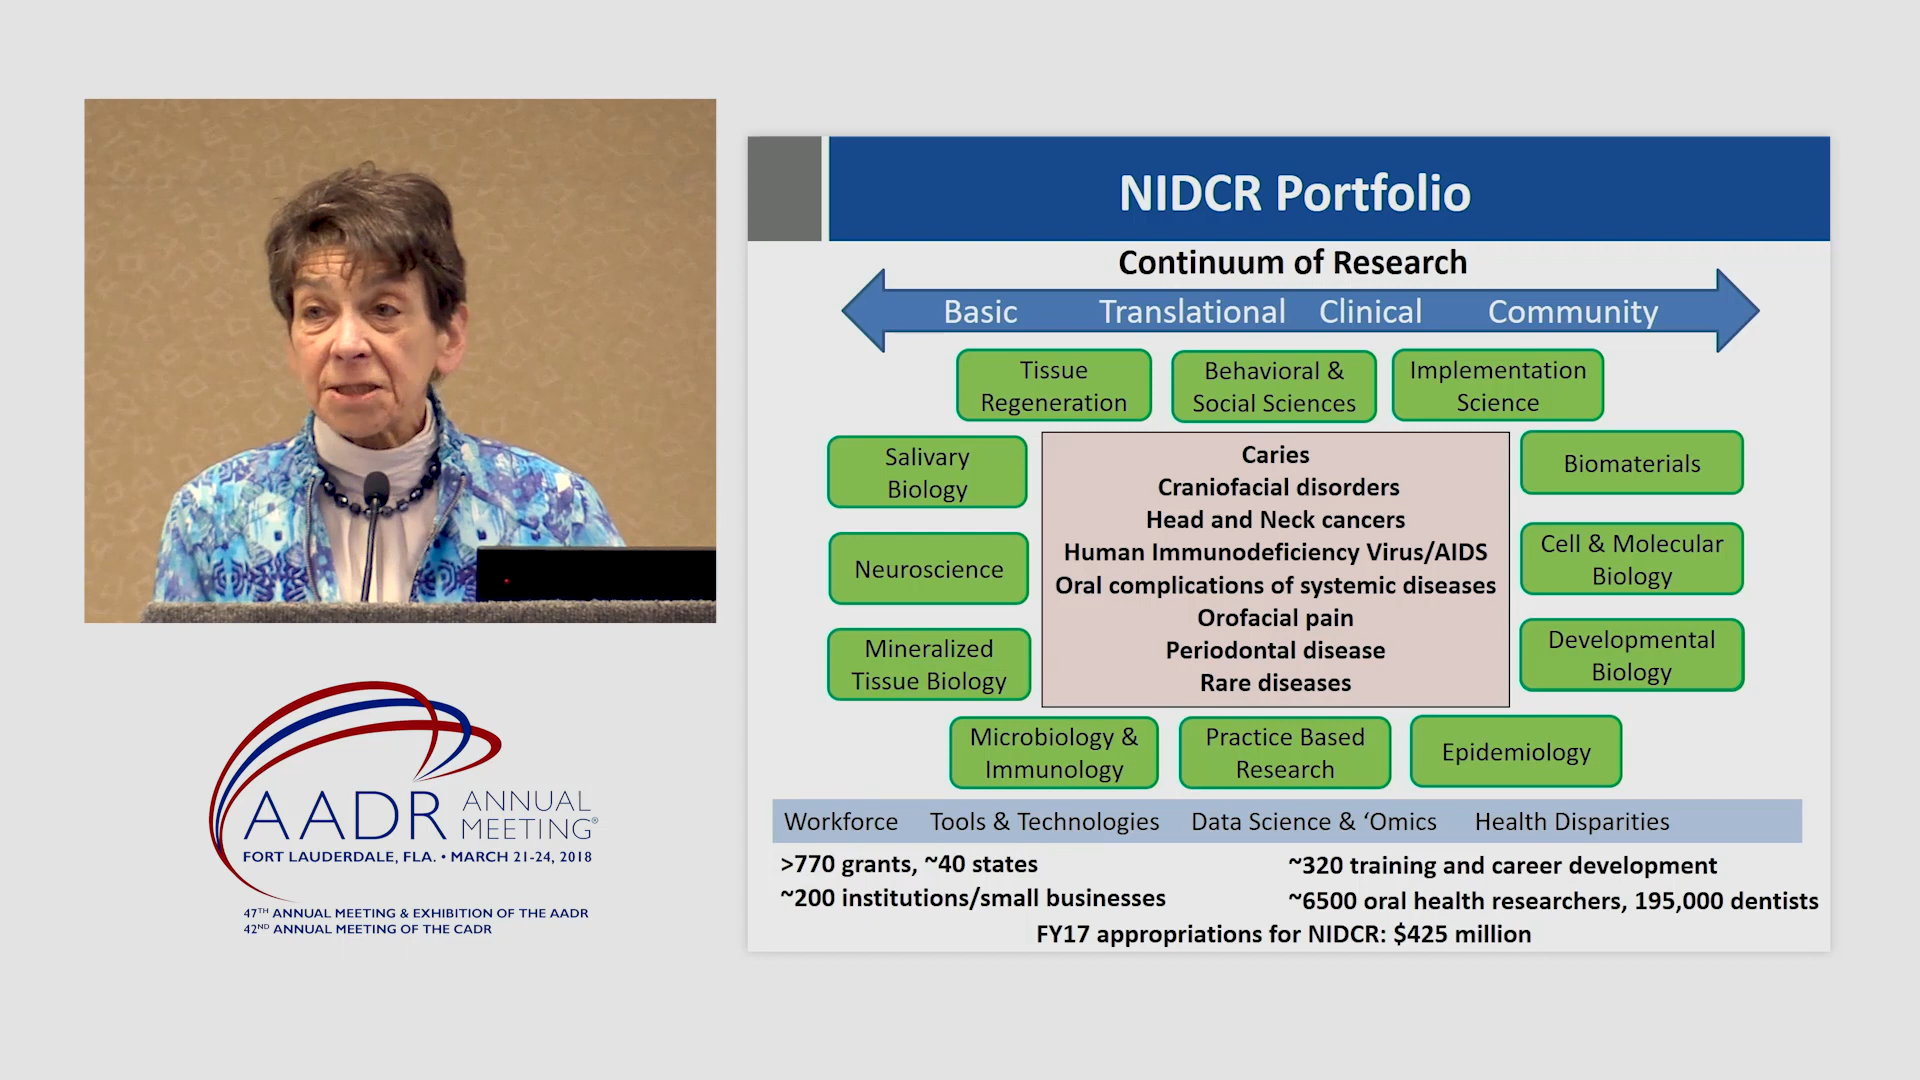 NIDCR Portfolio
Continuum of Research
Basic Translational Clinical Community
Tissue
Regeneration
Behavioral &
Social Sciences
Implementation
Science
Salivary
Biology
Neuroscience
Mineralized
Tissue Biology
Caries
Craniofacial disorders
Head and Neck cancers
Human Immunodeficiency Virus/AIDS
Oral complications of systemic diseases
Orofacial pain
Periodontal disease
Rare diseases
Biomaterials
Cell & Molecular
Biology
Developmental
Biology
Microbiology &
Immunology
Practice Based
Research
Epidemiology
Workforce Tools & Technologies Data Science & ‘Omics Health Disparities
>770 grants, ~40 states
~200 institutions/small businesses
~320 training and career development
~6500 oral health researchers, 195,000 dentists
FY17 appropriations for NIDCR: $425 million
AADR ANNUAL
MEETING®
FORT LAUDERDALE, FLA. • MARCH 21-24, 2018
47TH ANNUAL MEETING & EXHIBITION OF THE AADR
42ND ANNUAL MEETING OF THE CADR